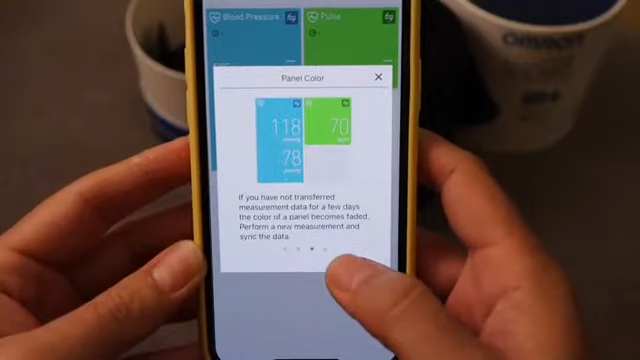 Blood Pressure
Pulse
Panel Color
118
70
78
If you have not transferred
measurement data for a few days
the color of a panel becomes faded.
Perform a new measurement and
sync the data.
OMRON